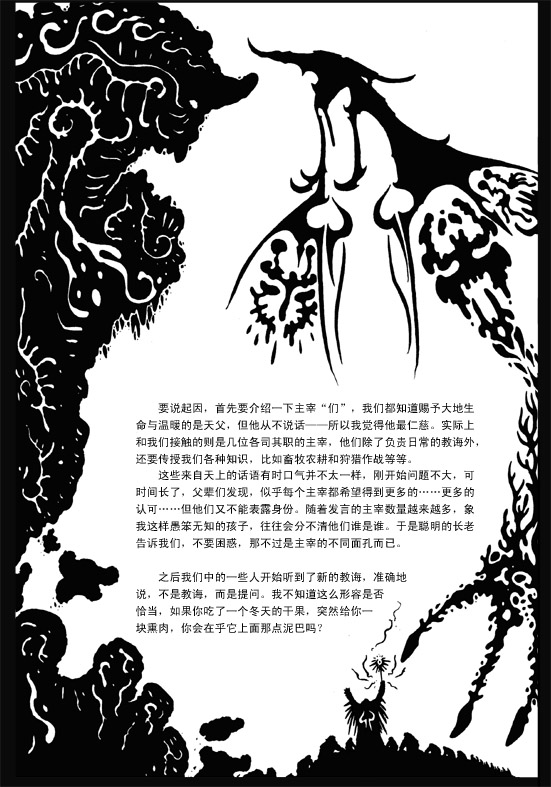 要说起因，首先要介绍一下主宰“们”，我们都知道赐予大地生
命与温暖的是天父，但他从不说话——所以我觉得他最仁慈。实际上
和我们接触的则是几位各司其职的主宰，他们除了负贵日常的教诲外，
还要传授我们各种知识，比如畜牧农耕和狩猎作战等等。
这些来自天上的话语有时口气并不太一样，刚开始问题不大，可
时间长了，父辈们发现，似乎每个主宰都希望得到更多的……更多的
认可……但他们又不能表露身份。随着发言的主宰数量越来越多，象
我这样愚笨无知的孩子，往往会分不清他们谁是谁。于是聪明的长老
告诉我们，不要困惑，那不过是主宰的不同面孔而已。
之后我们中的一些人开始听到了新的教诲，准确地
说，不是教诲，而是提问。我不知道这么形容是否
恰当，如果你吃了一个冬天的干果，突然给你一
块熏肉，你会在乎它上面那点泥巴吗？